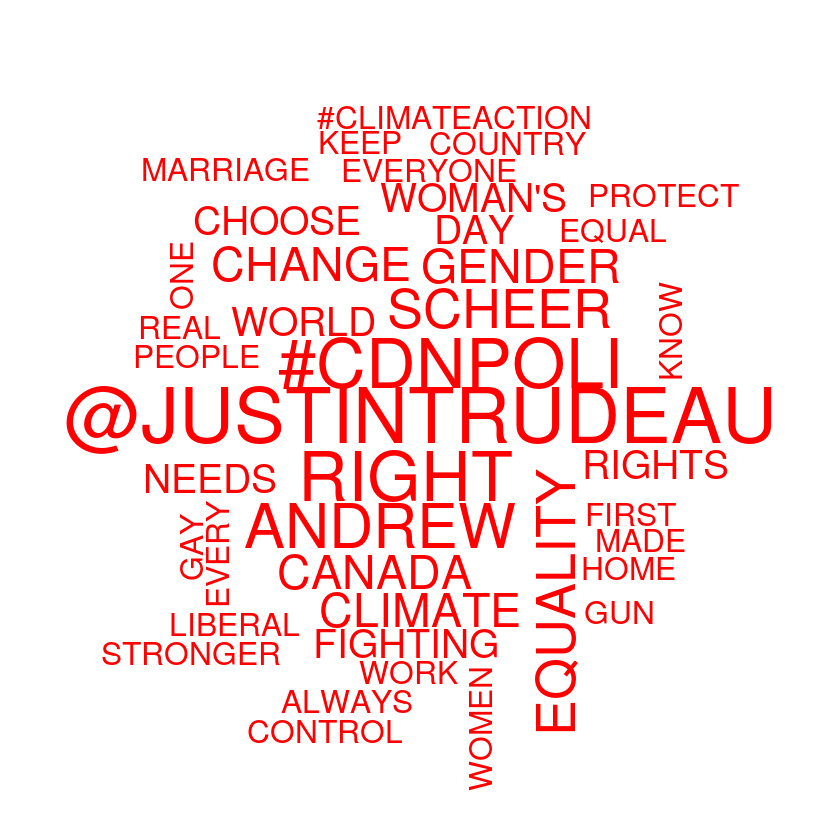 #CLIMATEACTION
KEEP COUNTRY
MARRIAGE EVERYONE
WOMAN'S PROTECT
CHOOSE DAY EQUAL
ONE CHANGE GENDER
REAL WORLD SCHEER KNOW
PEOPLE #CDNPOLI
@JUSTINTRUDEAU
NEEDS RIGHT RIGHTS
GAY EVERY ANDREW EQUALITY FIRST
MADE
CANADA HOME
LIBERAL CLIMATE GUN
STRONGER FIGHTING
WORK
ALWAYS WOMEN
CONTROL